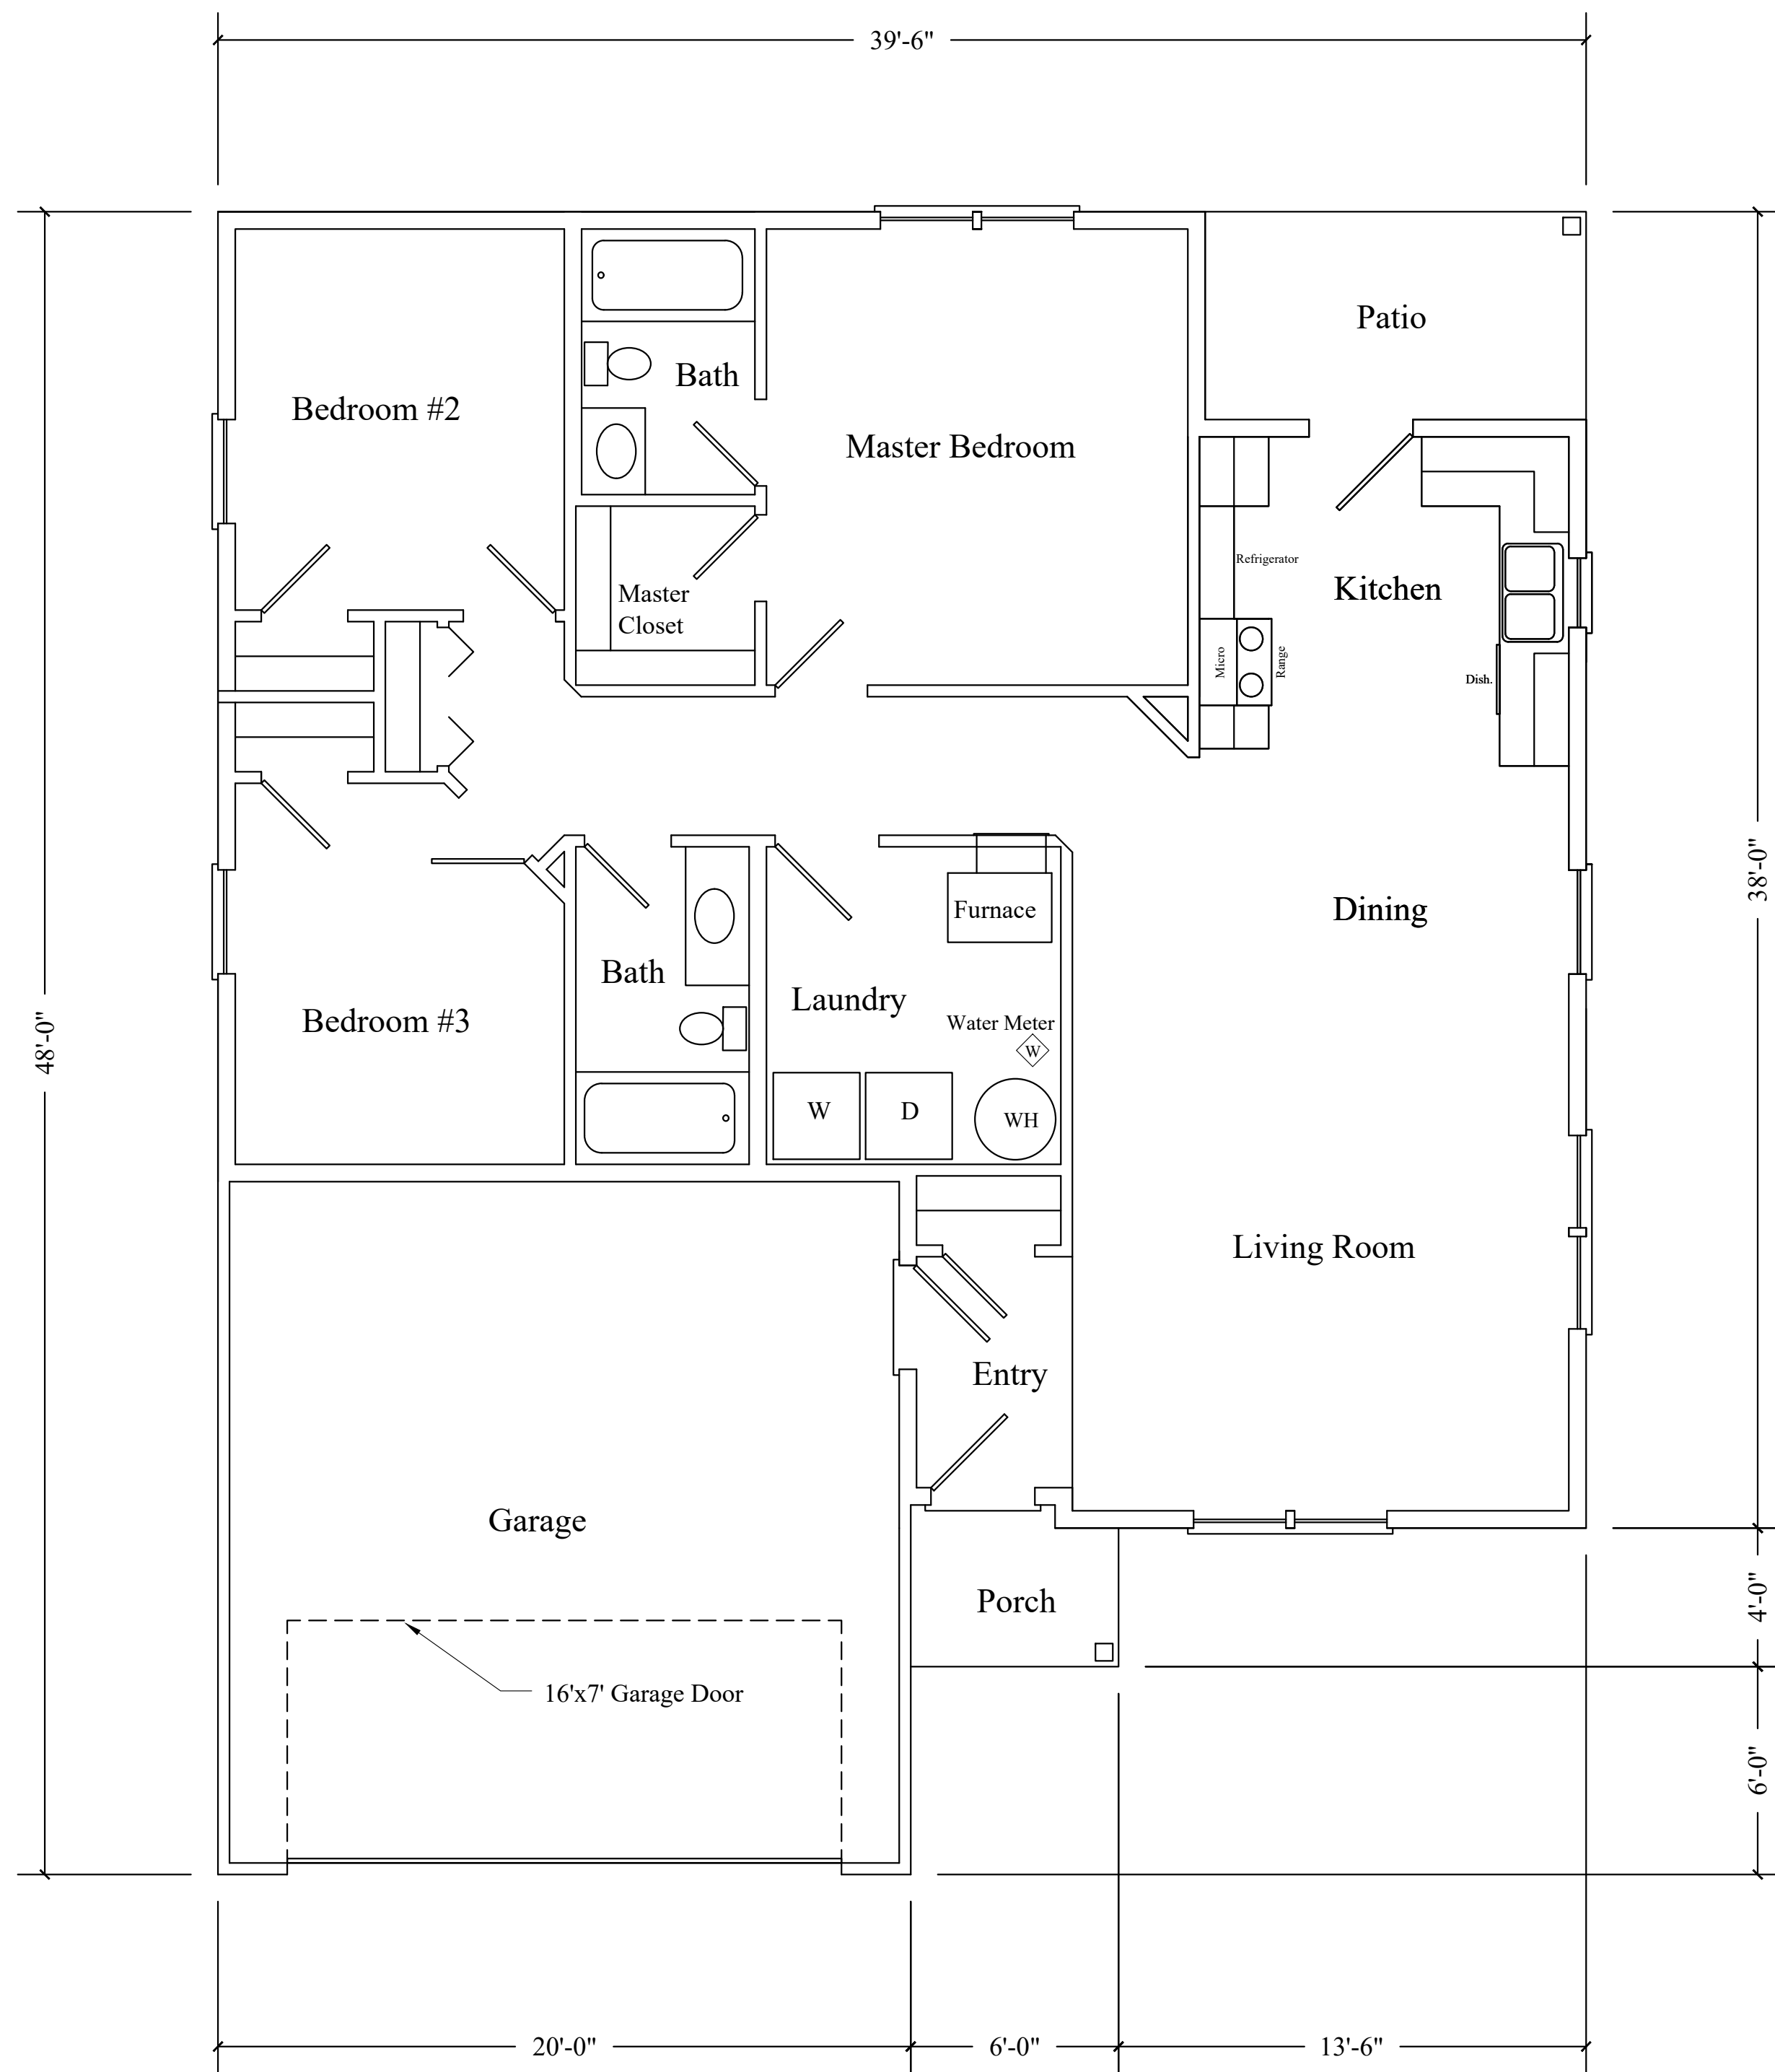 39'-6"
Patio
Bath
Bedroom #2
Master Bedroom
Refrigerator
Kitchen
Master
Closet
Micro
Range
Dish.
38'-0"
Dining
Furnace
Bath
Laundry
Bedroom #3
Water Meter
W
48'-0"
W
D
WH
Living Room
Entry
Garage
Porch
4'-0"
16'x7' Garage Door
6'-0"
20'-0"
6'-0"
13'-6"